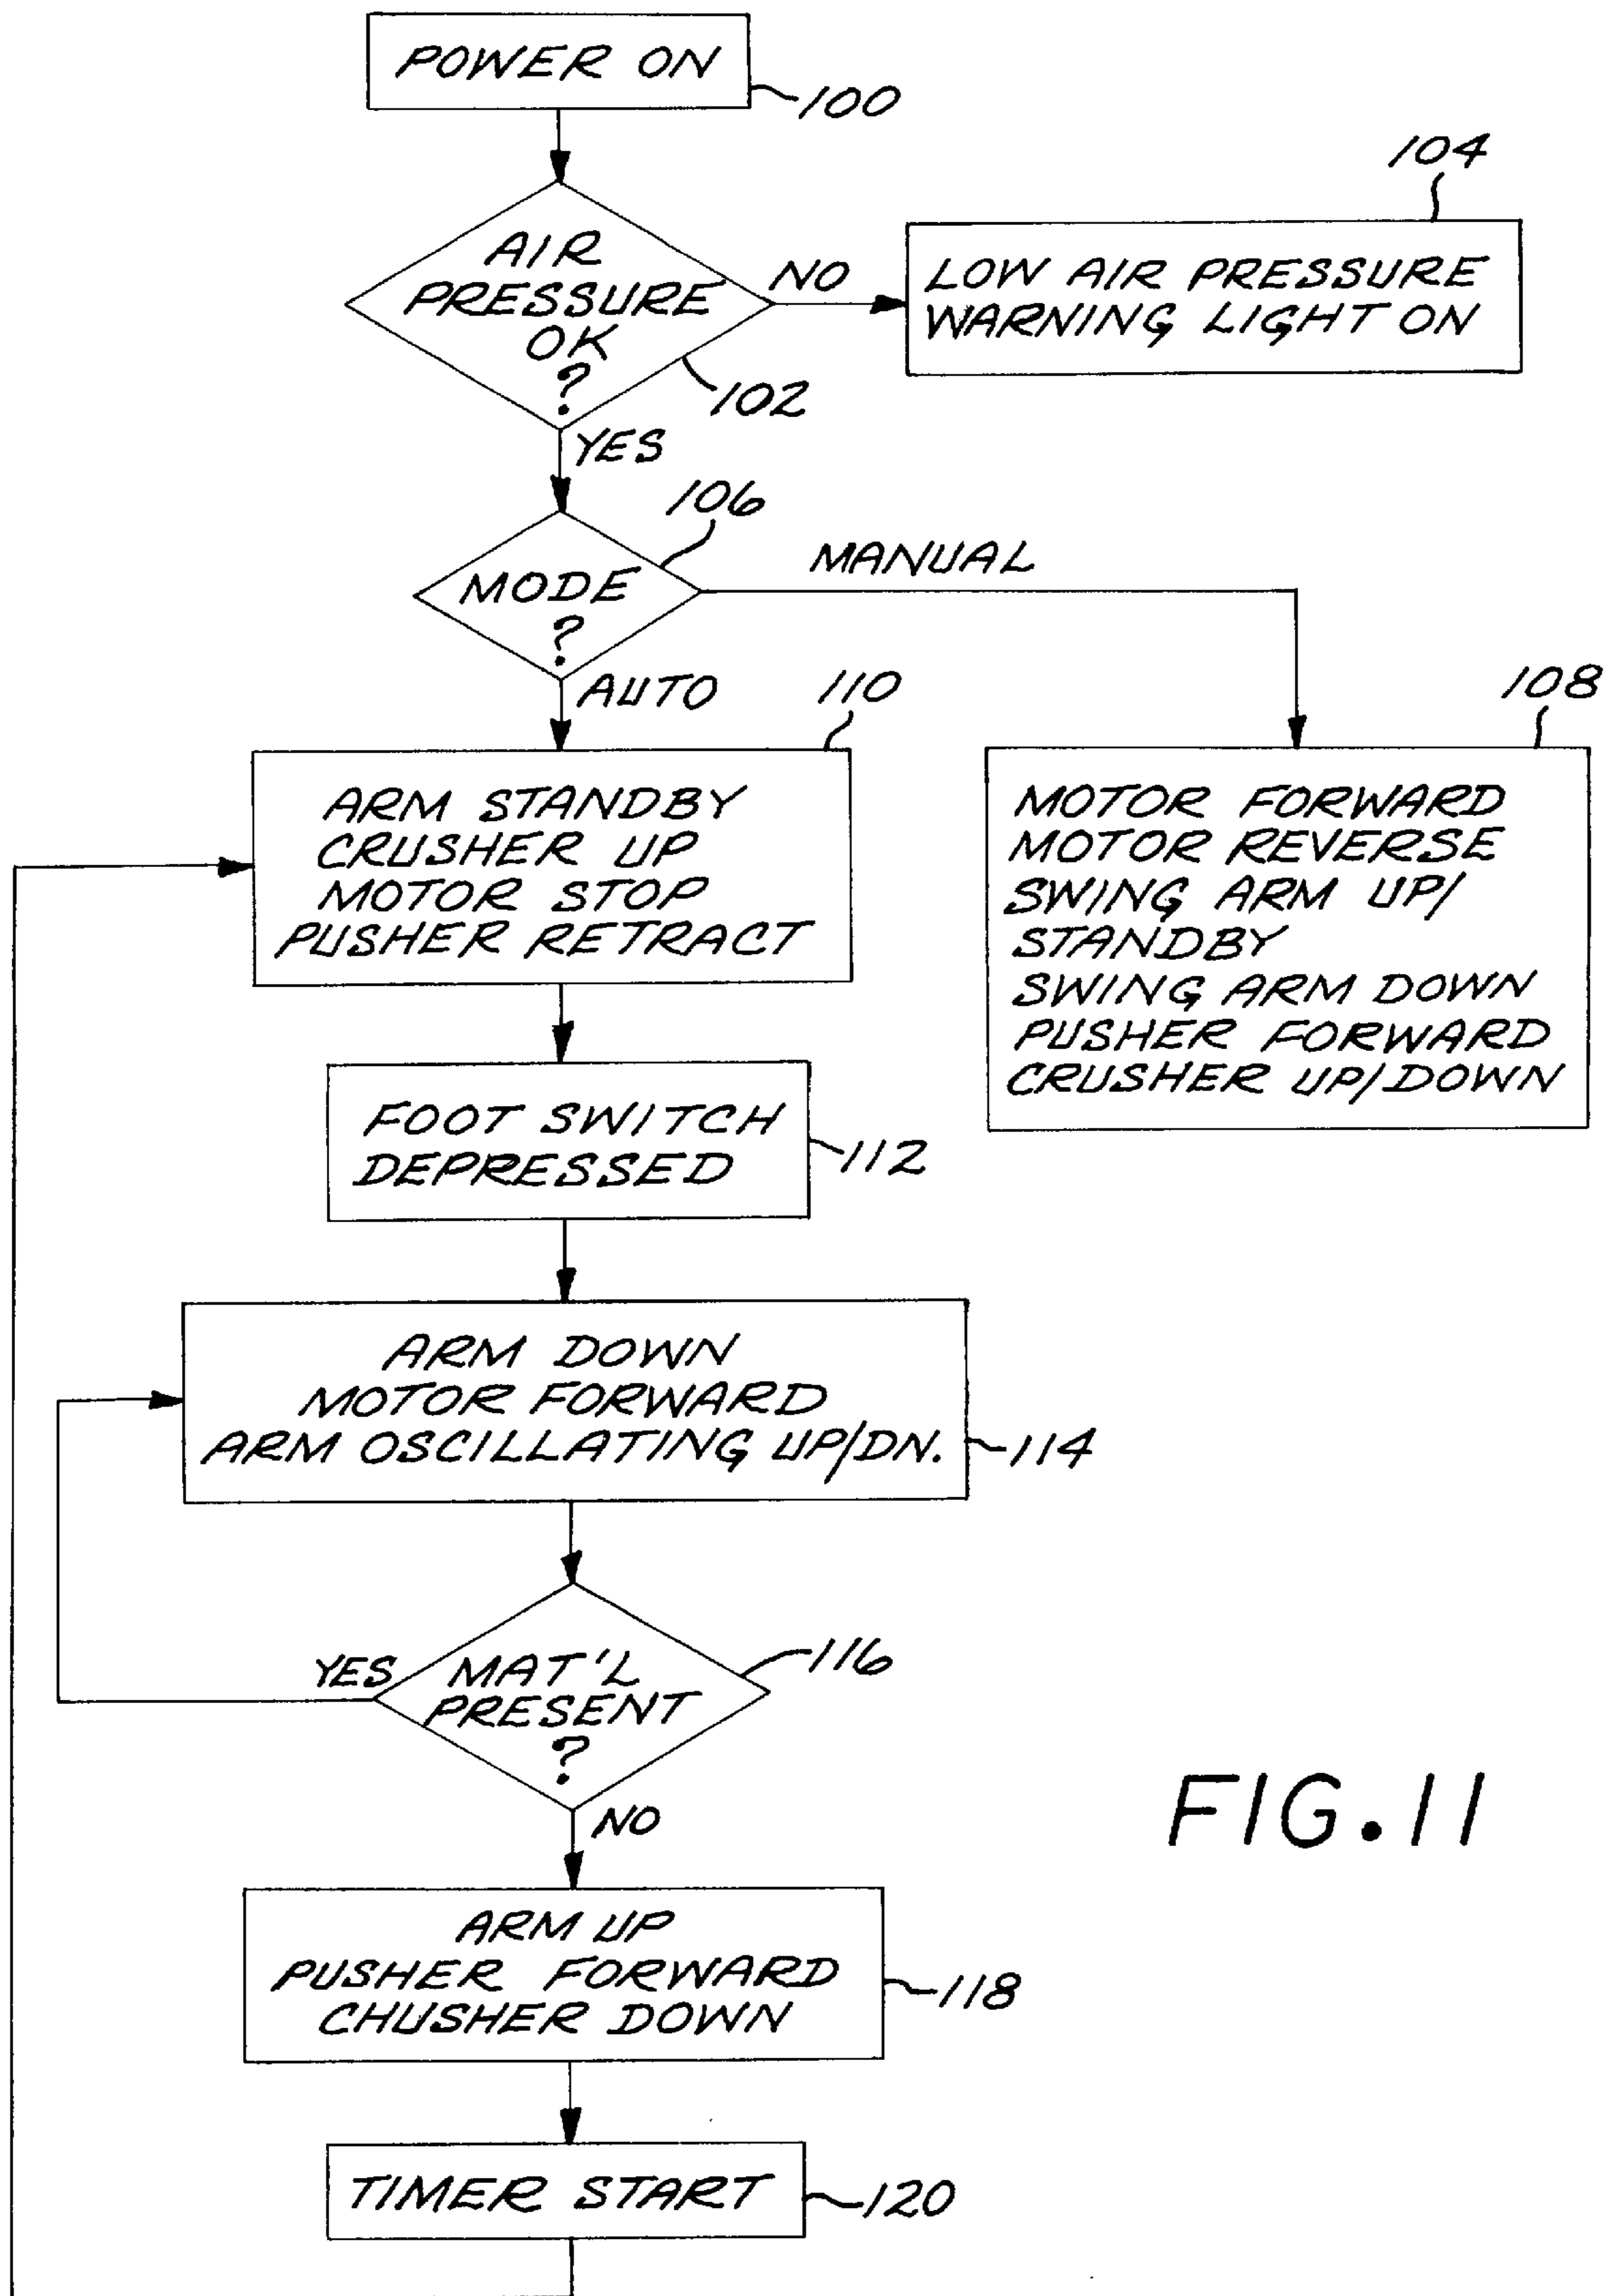 POWER ON
100
AIR
PRESSURE
OK
?
102
NO
104
LOW AIR PRESSURE
WARNING LIGHT ON
YES
106
MODE
?
MANUAL
AUTO
108
MOTOR FORWARD
MOTOR REVERSE
SWING ARM UP/
STANDBY
SWING ARM DOWN
PUSHER FORWARD
CRUSHER UP/DOWN
110
ARM STANDBY
CRUSHER UP
MOTOR STOP
PUSHER RETRACT
FOOT SWITCH
DEPRESSED
112
ARM DOWN
MOTOR FORWARD
ARM OSCILLATING UP/DN.
114
YES
MAT'L
PRESENT
?
116
NO
ARM UP
PUSHER FORWARD
CHUSHER DOWN
118
TIMER START
120
FIG. 11